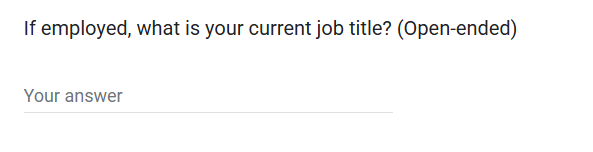 If employed, what is your current job title? (Open-ended)
Your answer